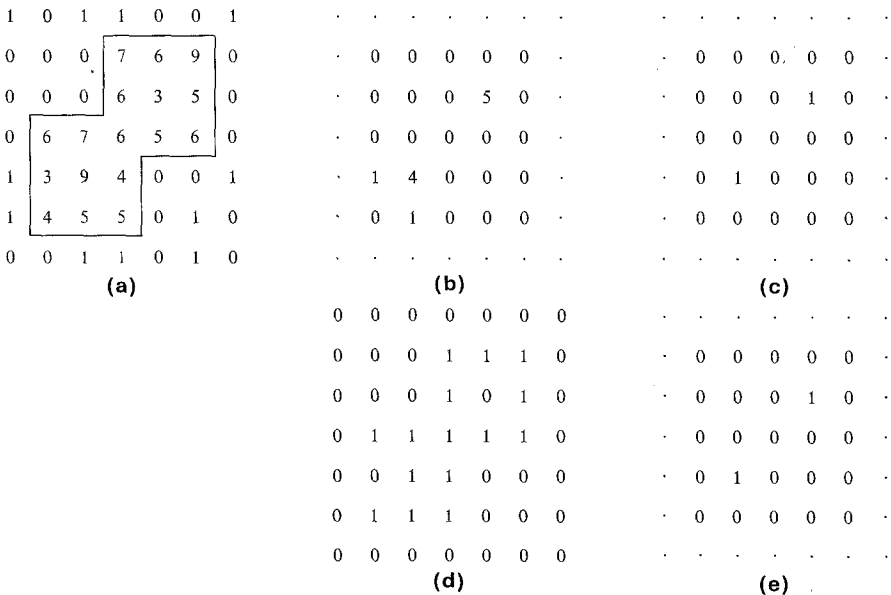 1 0 1 1 0 0 1
0 0 0 7 6 9 0
0 0 0 6 3 5 0
0 6 7 6 5 6 0
1 3 9 4 0 0 1
1 4 5 5 0 1 0
0 0 1 1 0 1 0
(a)
· · · · · · ·
· 0 0 0 0 0 ·
· 0 0 0 5 0 ·
· 0 0 0 0 0 ·
· 1 4 0 0 0 ·
· 0 1 0 0 0 ·
· · · · · · ·
(b)
· · · · · · ·
· 0 0 0 0 0 ·
· 0 0 0 1 0 ·
· 0 0 0 0 0 ·
· 0 1 0 0 0 ·
· 0 0 0 0 0 ·
· · · · · · ·
(c)
0 0 0 0 0 0 0
0 0 0 1 1 1 0
0 0 0 1 0 1 0
0 1 1 1 1 1 0
0 0 1 1 0 0 0
0 1 1 1 0 0 0
0 0 0 0 0 0 0
(d)
· · · · · · ·
· 0 0 0 0 0 ·
· 0 0 0 1 0 ·
· 0 0 0 0 0 ·
· 0 1 0 0 0 ·
· 0 0 0 0 0 ·
· · · · · · ·
(e)